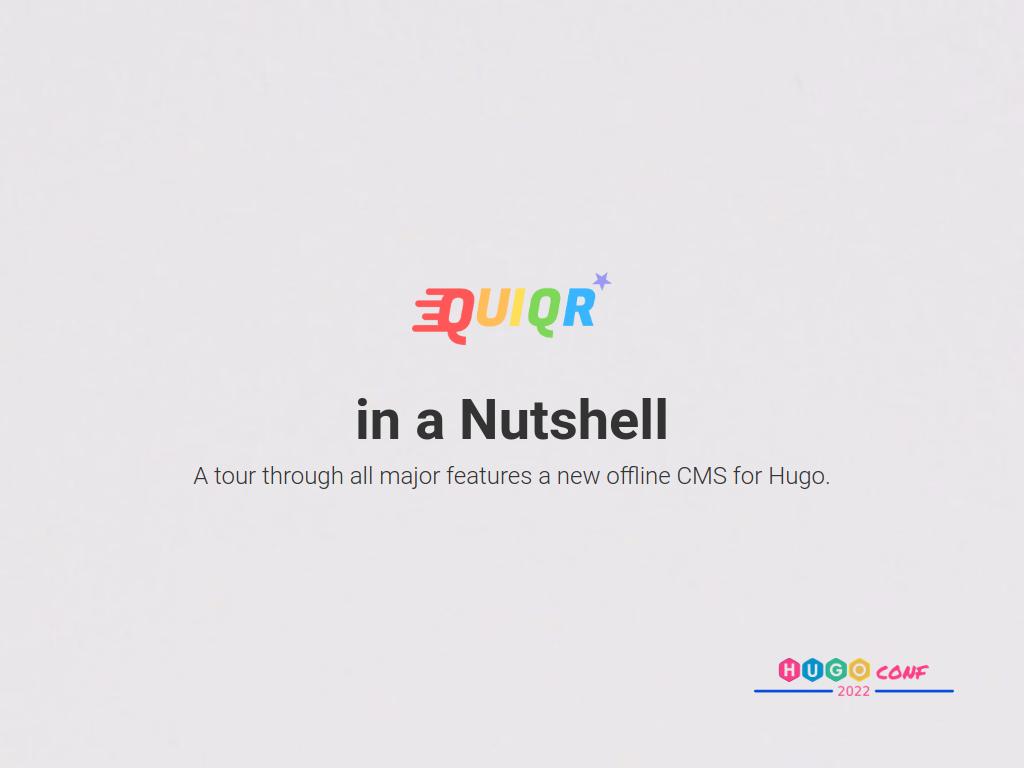 QUIQR
in a Nutshell
A tour through all major features a new offline CMS for Hugo.
HUGO CONF
2022